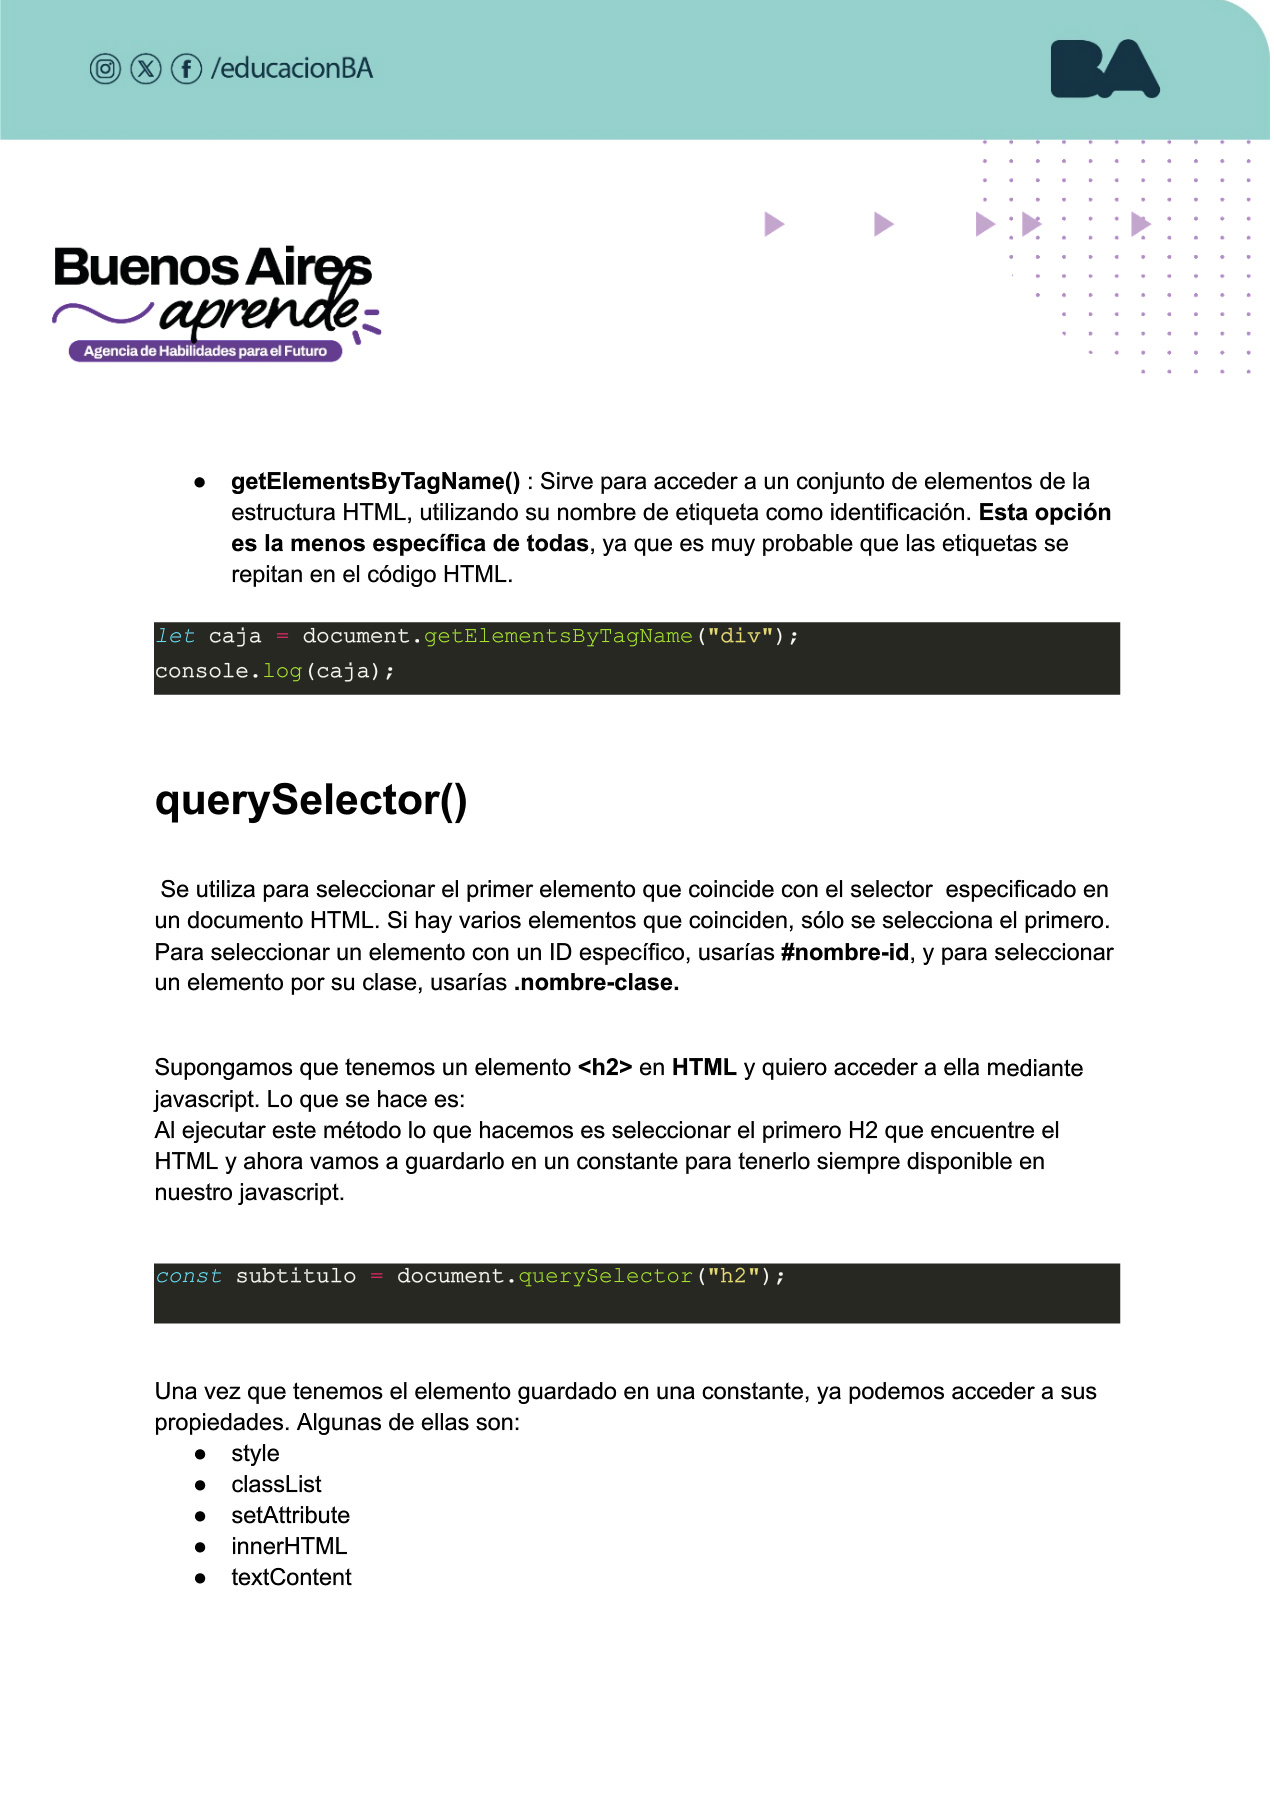 /educacionBA
BA
Buenos Aires
aprende
Agencia de Habilidades para el Futuro
● getElementsByTagName() : Sirve para acceder a un conjunto de elementos de la
estructura HTML, utilizando su nombre de etiqueta como identificación. Esta opción
es la menos específica de todas, ya que es muy probable que las etiquetas se
repitan en el código HTML.
let caja = document.getElementsByTagName("div");
console.log(caja);
querySelector()
Se utiliza para seleccionar el primer elemento que coincide con el selector  especificado en
un documento HTML. Si hay varios elementos que coinciden, sólo se selecciona el primero.
Para seleccionar un elemento con un ID específico, usarías #nombre-id, y para seleccionar
un elemento por su clase, usarías .nombre-clase.
Supongamos que tenemos un elemento <h2> en HTML y quiero acceder a ella mediante
javascript. Lo que se hace es:
Al ejecutar este método lo que hacemos es seleccionar el primero H2 que encuentre el
HTML y ahora vamos a guardarlo en un constante para tenerlo siempre disponible en
nuestro javascript.
const subtitulo = document.querySelector("h2");
Una vez que tenemos el elemento guardado en una constante, ya podemos acceder a sus
propiedades. Algunas de ellas son:
● style
● classList
● setAttribute
● innerHTML
● textContent